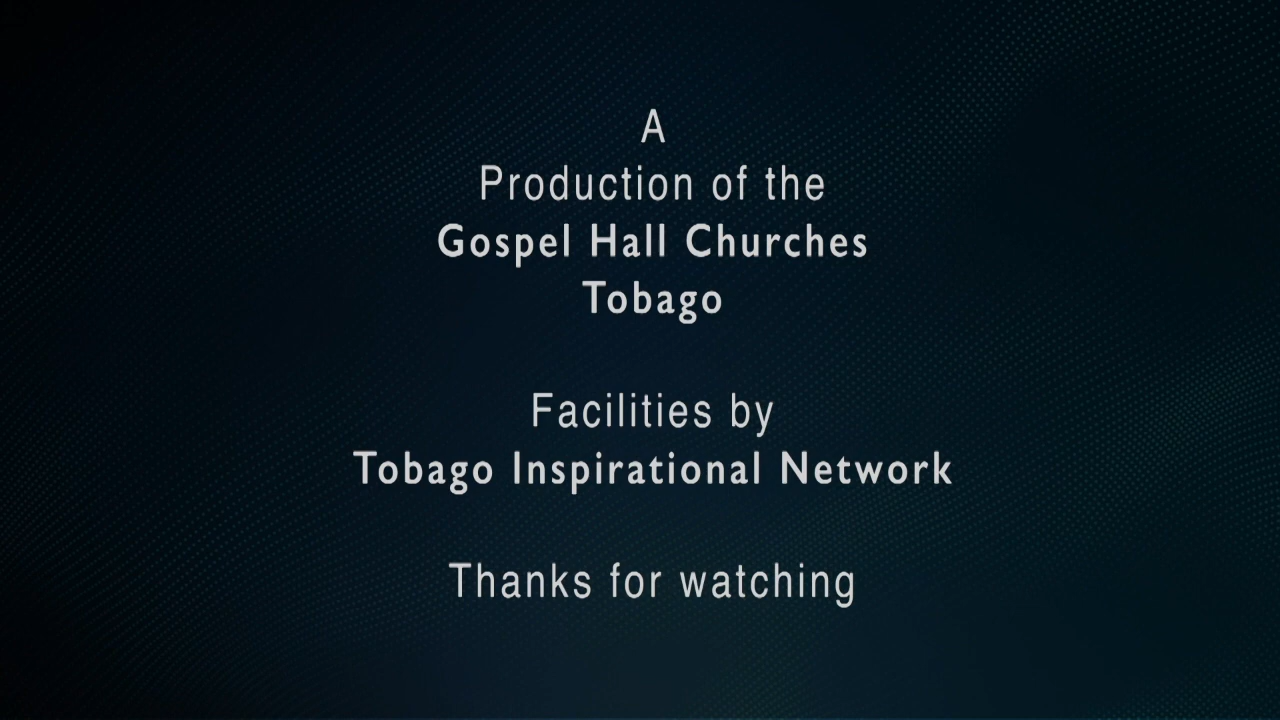 A
Production of the
Gospel Hall Churches
Tobago
Facilities by
Tobago Inspirational Network
Thanks for watching